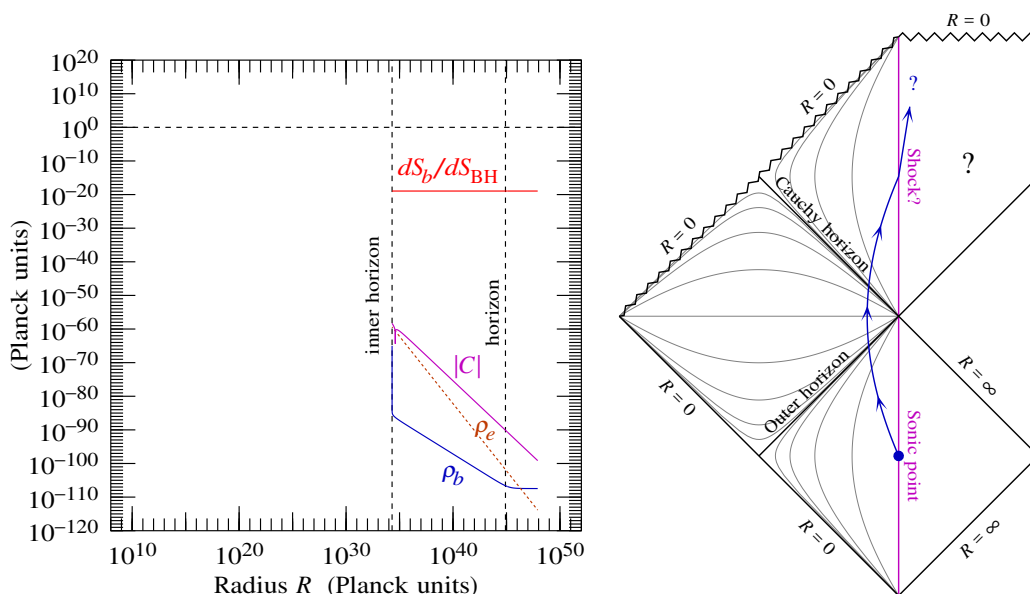 10^20
10^10
10^0
10^−10
10^−20
10^−30
10^−40
10^−50
10^−60
10^−70
10^−80
10^−90
10^−100
10^−110
10^−120
(Planck units)
dS_b/dS_BH
inner horizon
horizon
|C|
ρ_e
ρ_b
10^10
10^20
10^30
10^40
10^50
Radius R (Planck units)
R = 0
R = 0
?
Shock?
?
Cauchy horizon
R = 0
Outer horizon
R = ∞
R = 0
Sonic point
R = 0
R = ∞